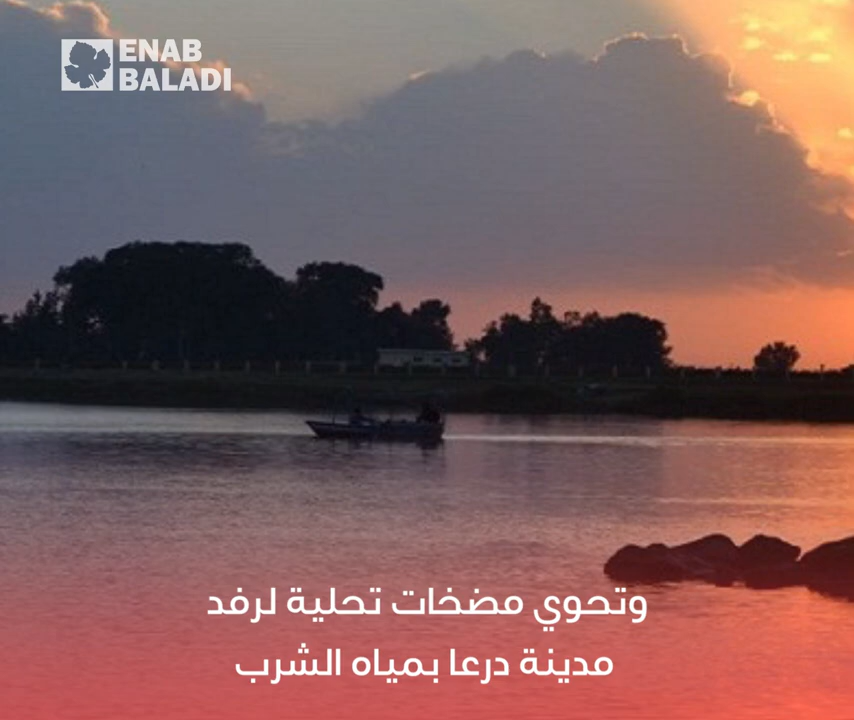 ENAB
BALADI
وتحوي مضخات تحلية لرفد
مدينة درعا بمياه الشرب